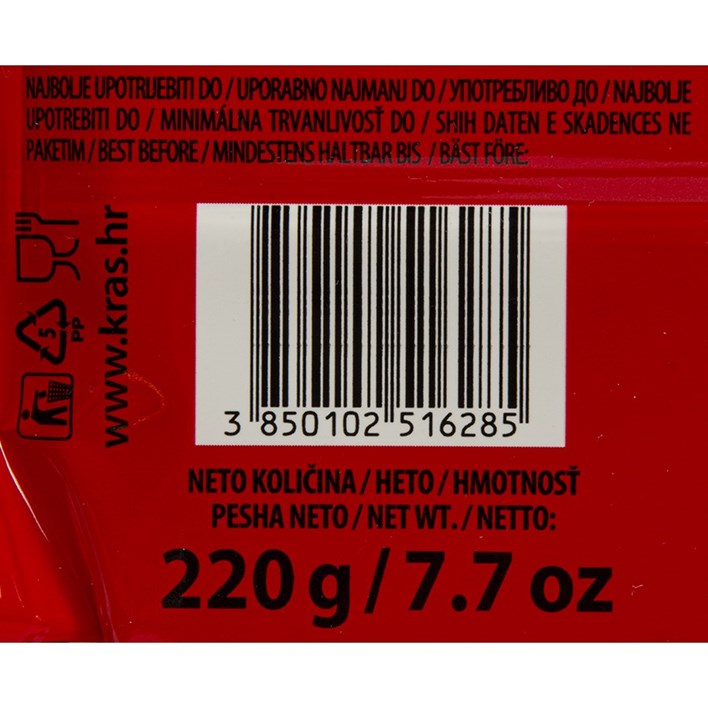 NAJBOLJE UPOTRIJEBITI DO / UPORABNO NAJMANJ DO / УПОТРЕБЛИВО ДО / NAJBOLJE
UPOTREBITI DO / MINIMÁLNA TRVANLIVOSŤ DO / SHIH DATEN E SKADENCES NE
PAKETIM / BEST BEFORE / MINDESTENS HALTBAR BIS / BÄST FÖRE:
www.kras.hr
5
PP
3 850102 516285
NETO KOLIČINA / НЕТО / HMOTNOSŤ
PESHA NETO / NET WT. / NETTO:
220 g / 7.7 oz